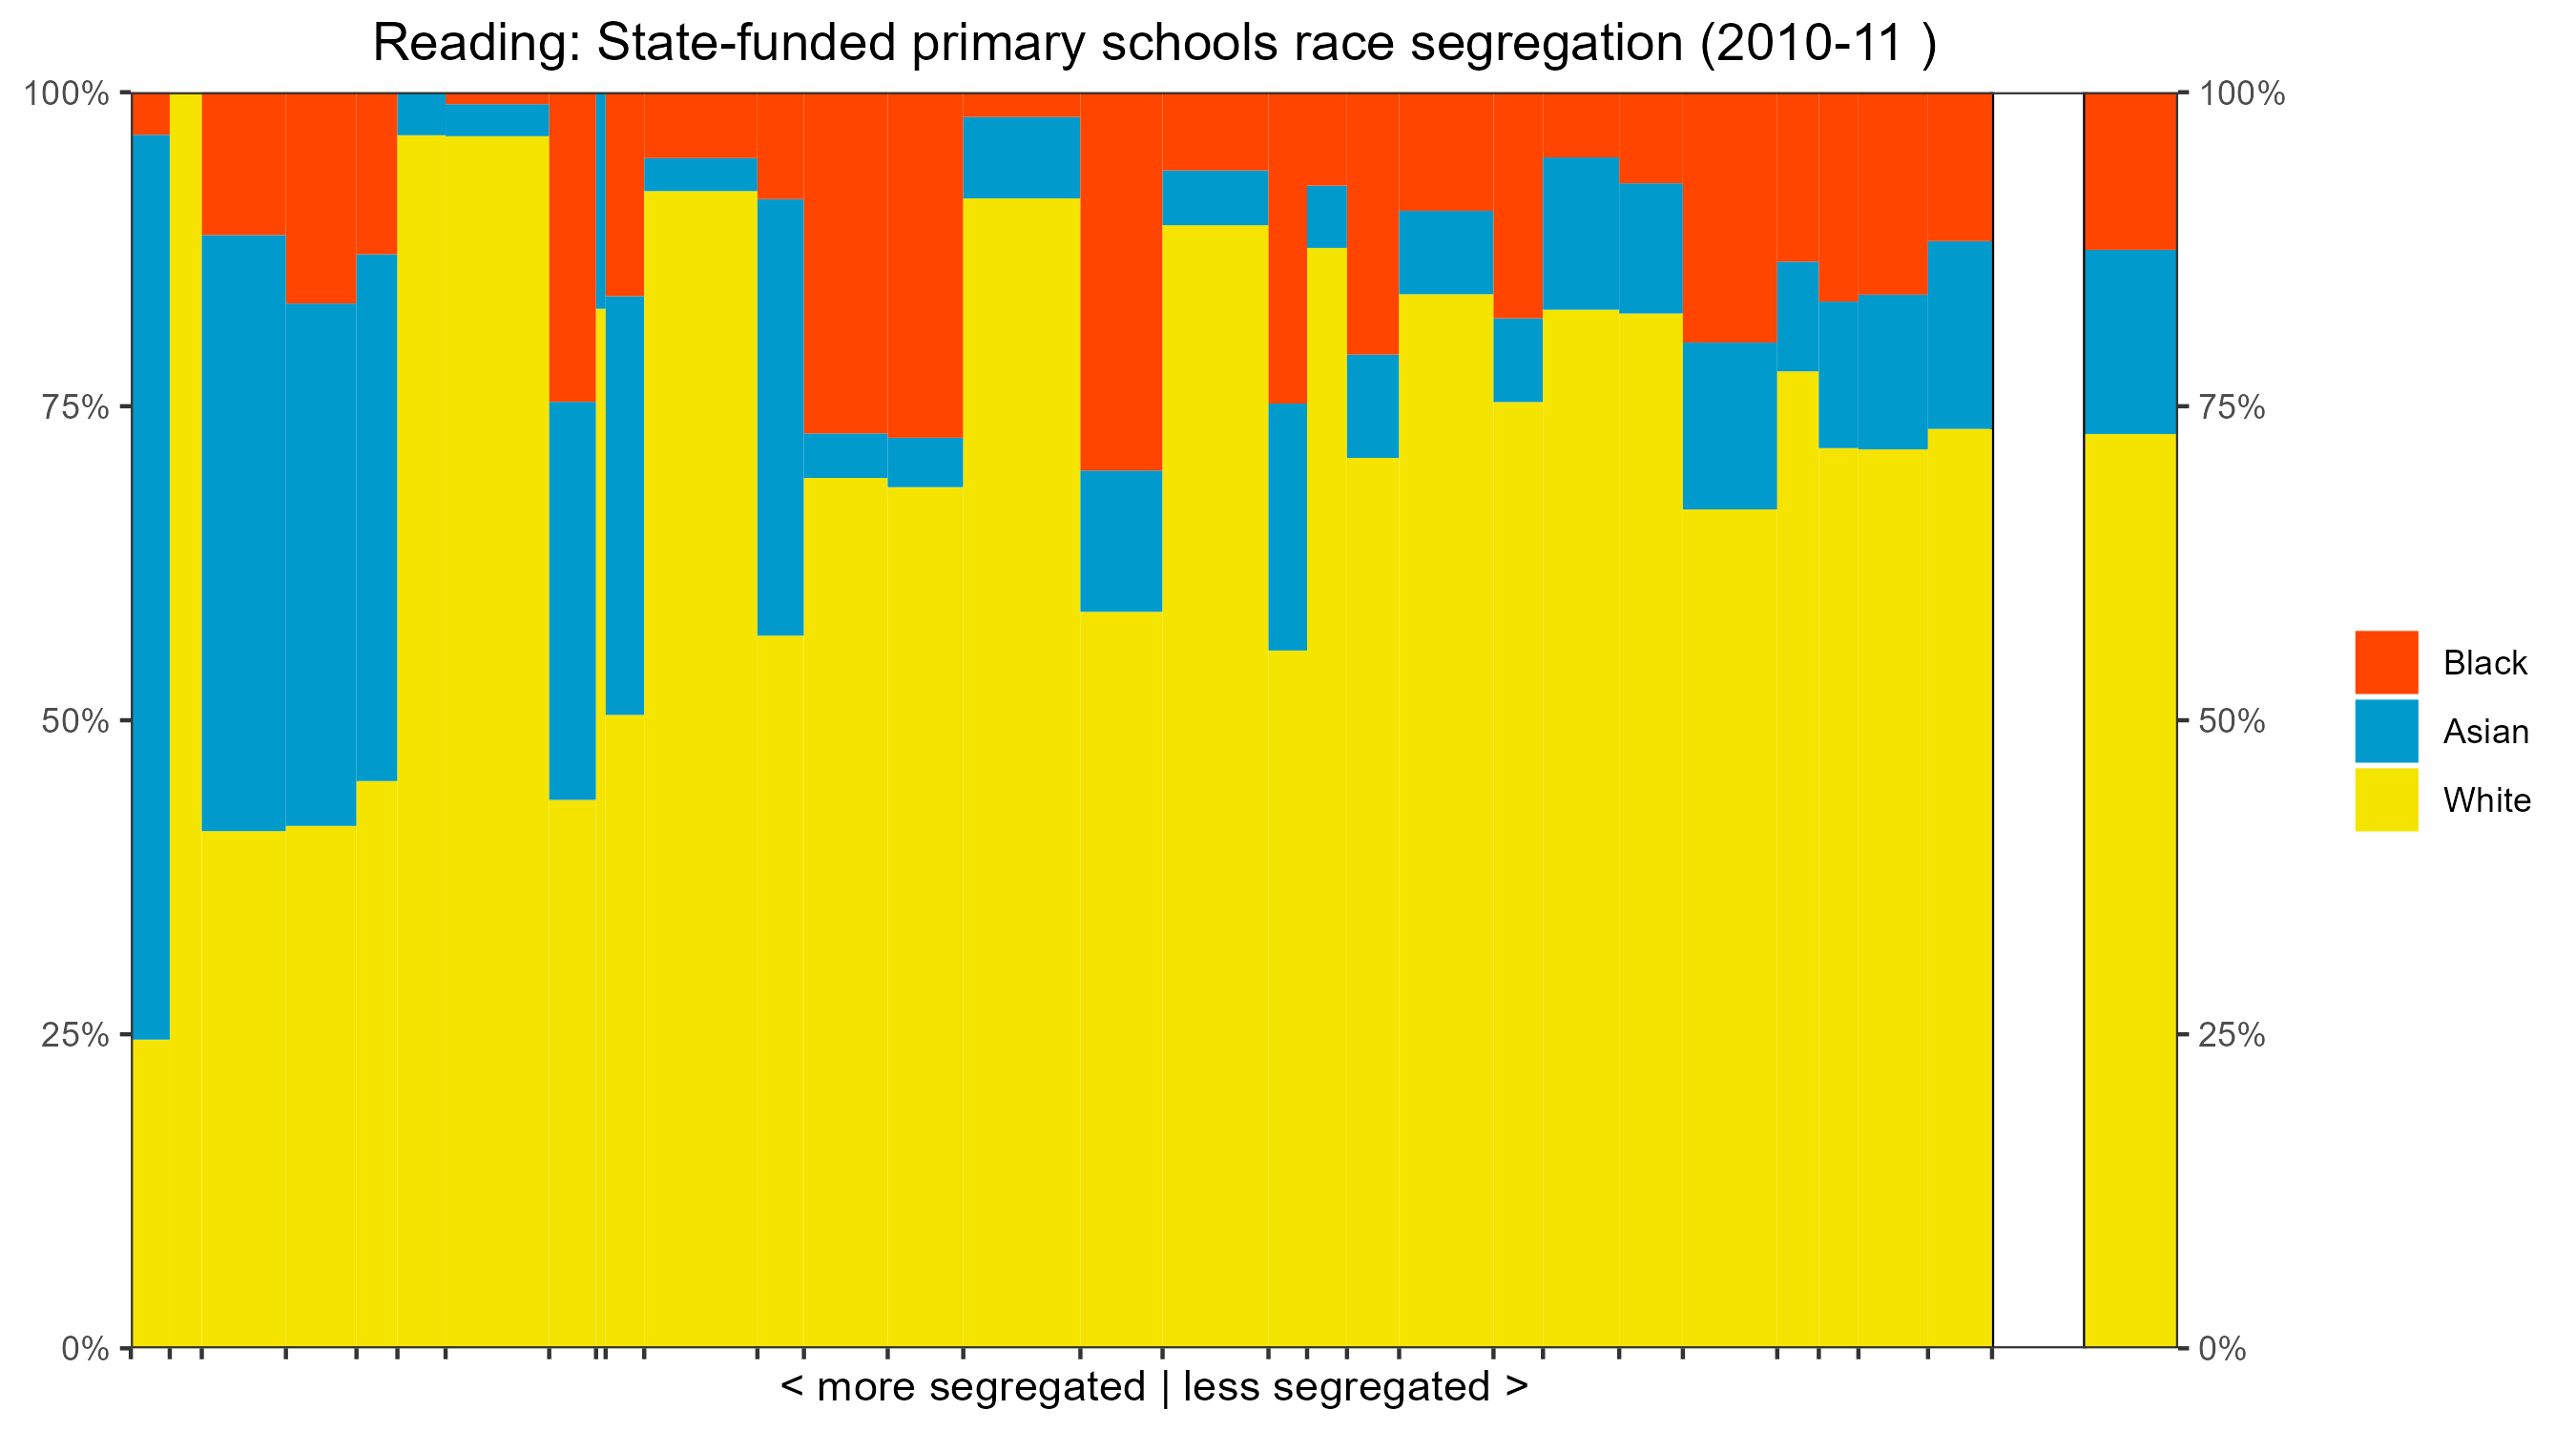 Reading: State-funded primary schools race segregation (2010-11 )
100%
75%
50%
25%
0%
100%
75%
50%
25%
0%
Black
Asian
White
< more segregated | less segregated >